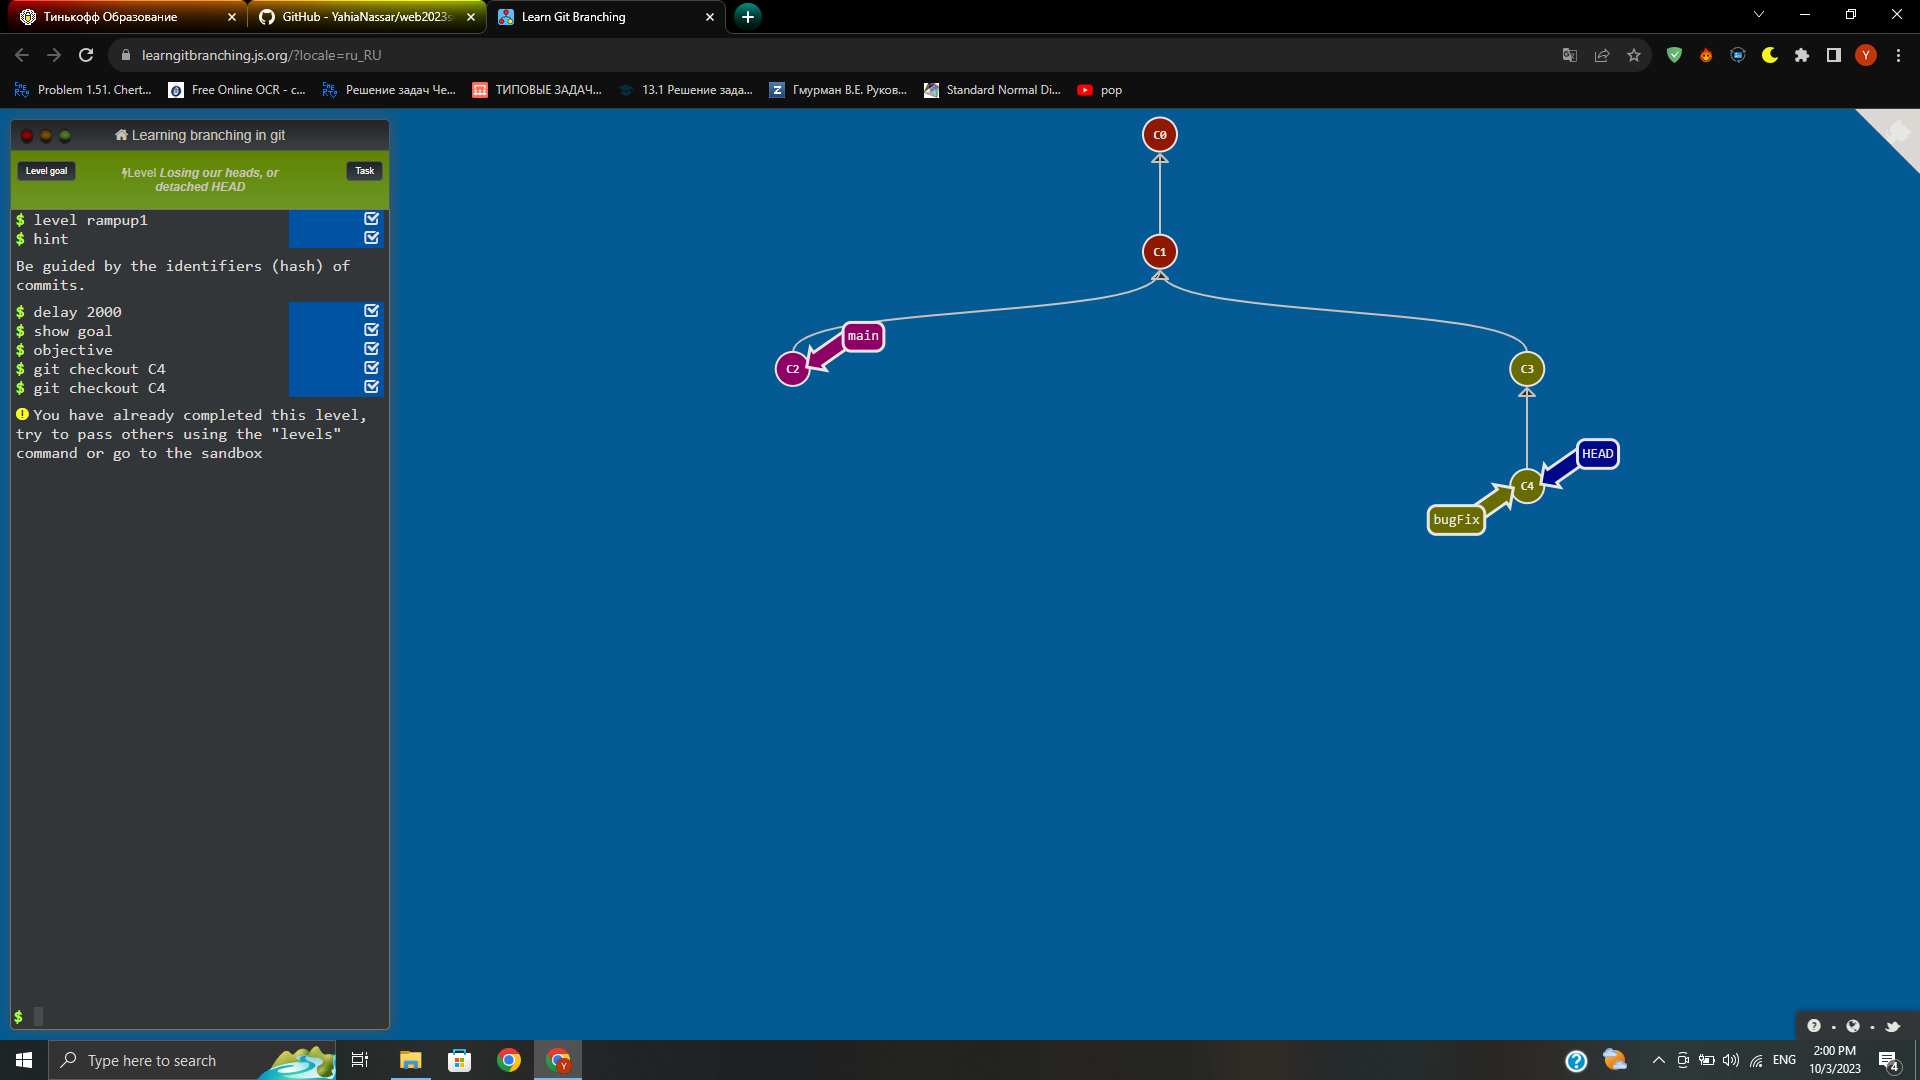 Тинькофф Образование
GitHub - YahiaNassar/web2023s
Learn Git Branching
learngitbranching.js.org/?locale=ru_RU
Y
Problem 1.51. Chert...
Free Online OCR - c...
Решение задач Че...
ТИПОВЫЕ ЗАДАЧ...
13.1 Решение зада...
Гмурман В.Е. Руков...
Standard Normal Di...
pop
Learning branching in git
Level goal
Level Losing our heads, or
detached HEAD
Task
$ level rampup1
$ hint
Be guided by the identifiers (hash) of
commits.
$ delay 2000
$ show goal
$ objective
$ git checkout C4
$ git checkout C4
You have already completed this level,
try to pass others using the "levels"
command or go to the sandbox
$
C0
C1
main
C2
C3
HEAD
C4
bugFix
Type here to search
ENG
2:00 PM
10/3/2023
4